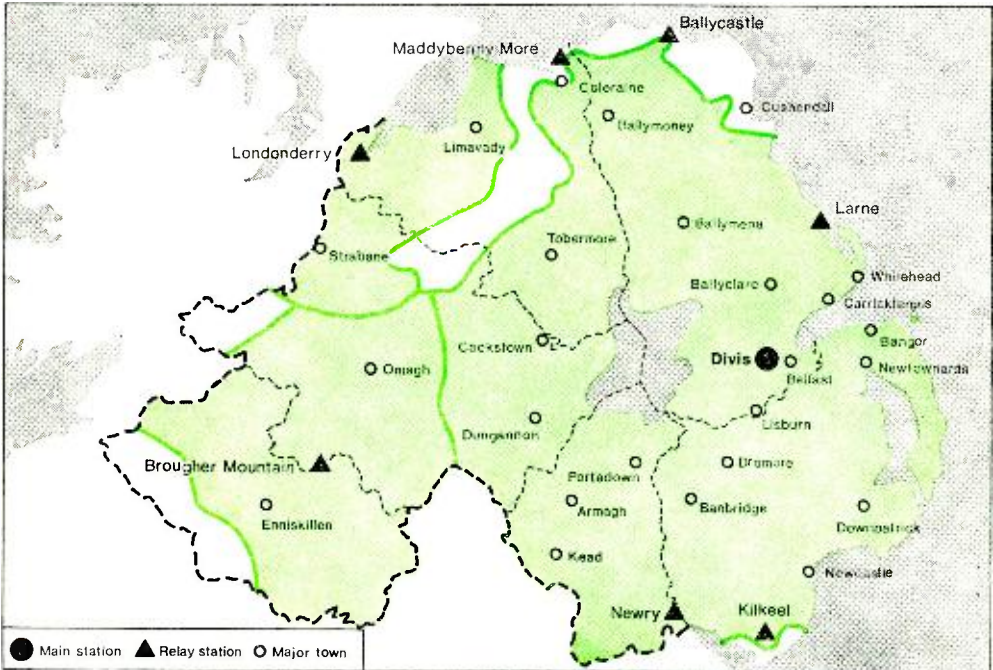 Ballycastle
Maddybenny More
Coleraine
Cushendall
Ballymoney
Limavady
Londonderry
Larne
Ballymena
Strabane
Tobermore
Whitehead
Ballyclare
Carrickfergus
Bangor
Cookstown
Divis
Omagh
Belfast
Newtownards
Lisburn
Dungannon
Brougher Mountain
Portadown
Dromore
Enniskillen
Armagh
Banbridge
Downpatrick
Kead
Newcastle
Newry
Kilkeel
Main station Relay station Major town